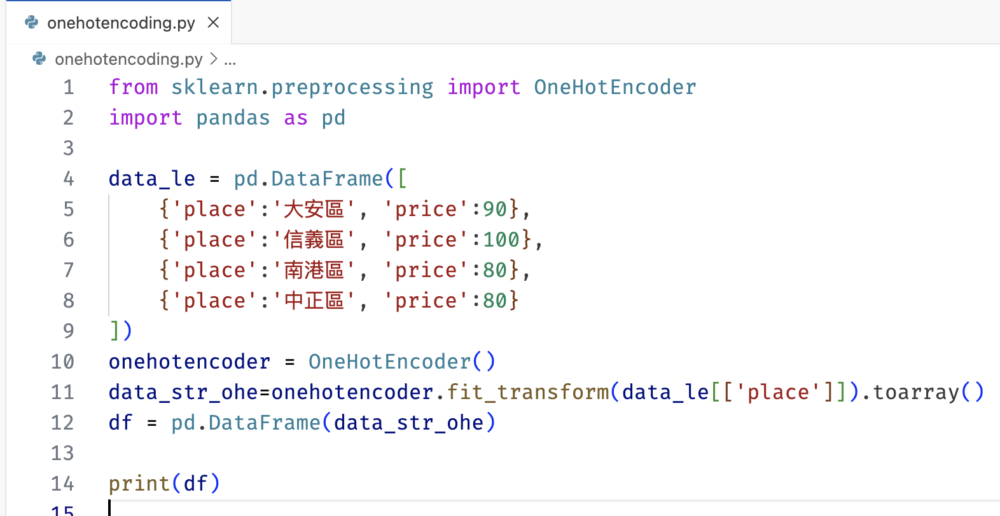 onehotencoding.py ×
onehotencoding.py > ...
1 from sklearn.preprocessing import OneHotEncoder
2 import pandas as pd
3
4 data_le = pd.DataFrame([
5     {'place':'大安區', 'price':90},
6     {'place':'信義區', 'price':100},
7     {'place':'南港區', 'price':80},
8     {'place':'中正區', 'price':80}
9 ])
10 onehotencoder = OneHotEncoder()
11 data_str_ohe=onehotencoder.fit_transform(data_le[['place']]).toarray()
12 df = pd.DataFrame(data_str_ohe)
13
14 print(df)
15